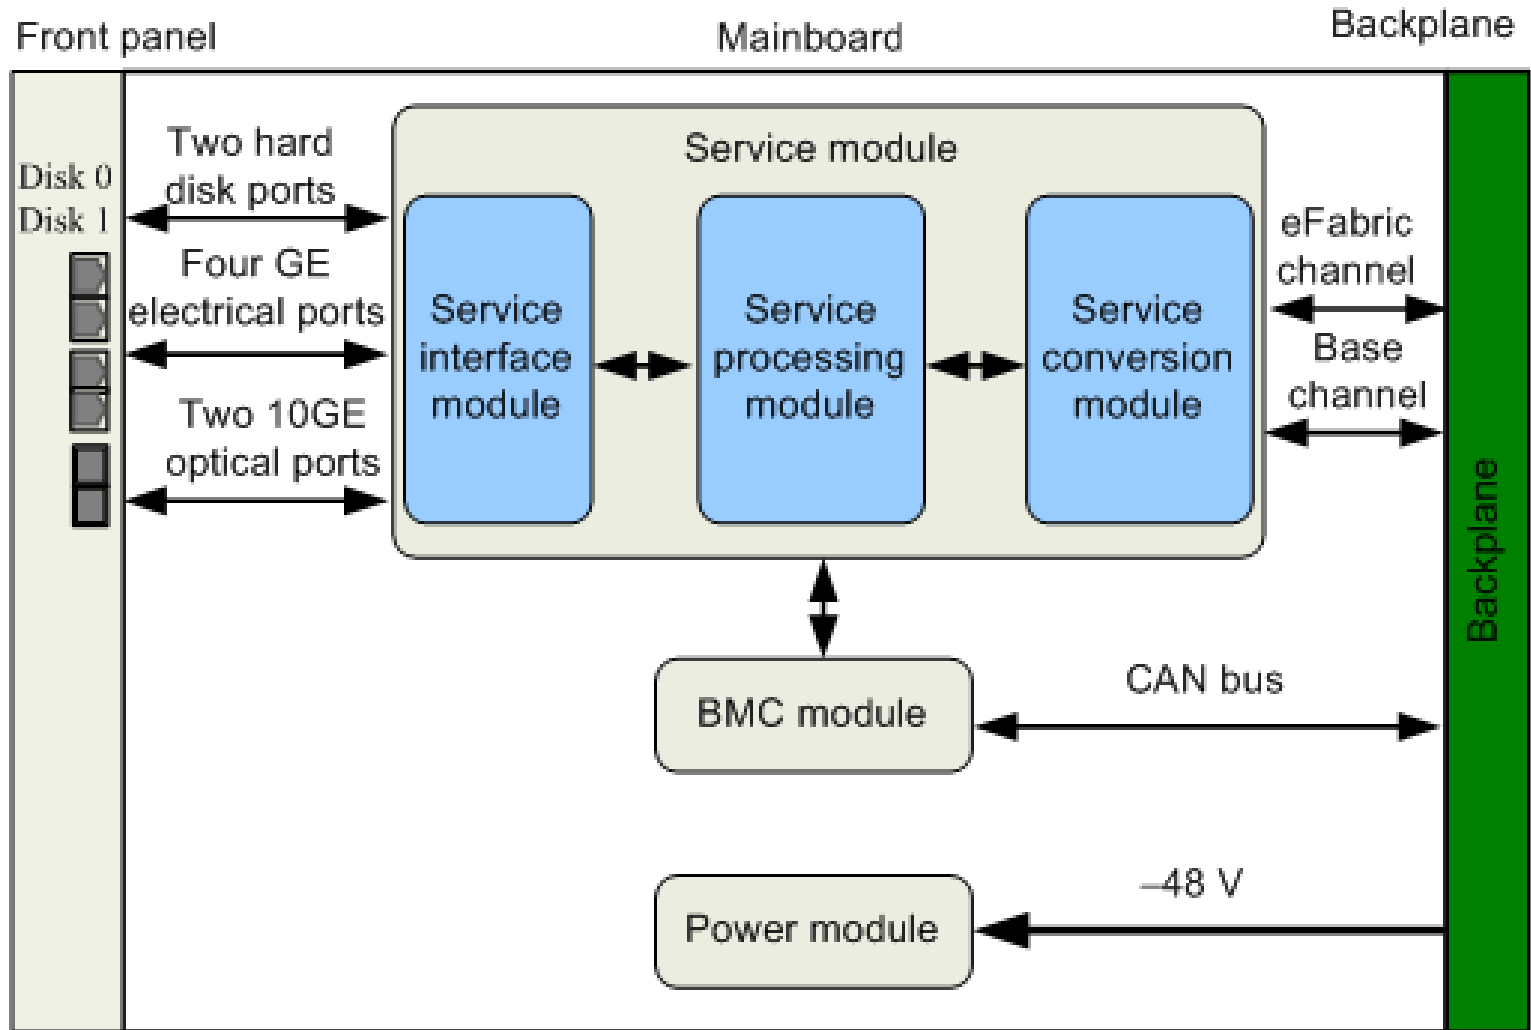 Front panel
Mainboard
Backplane
Disk 0
Disk 1
Two hard
disk ports
Four GE
electrical ports
Two 10GE
optical ports
Service module
Service
interface
module
Service
processing
module
Service
conversion
module
eFabric
channel
Base
channel
Backplane
BMC module
CAN bus
Power module
–48 V